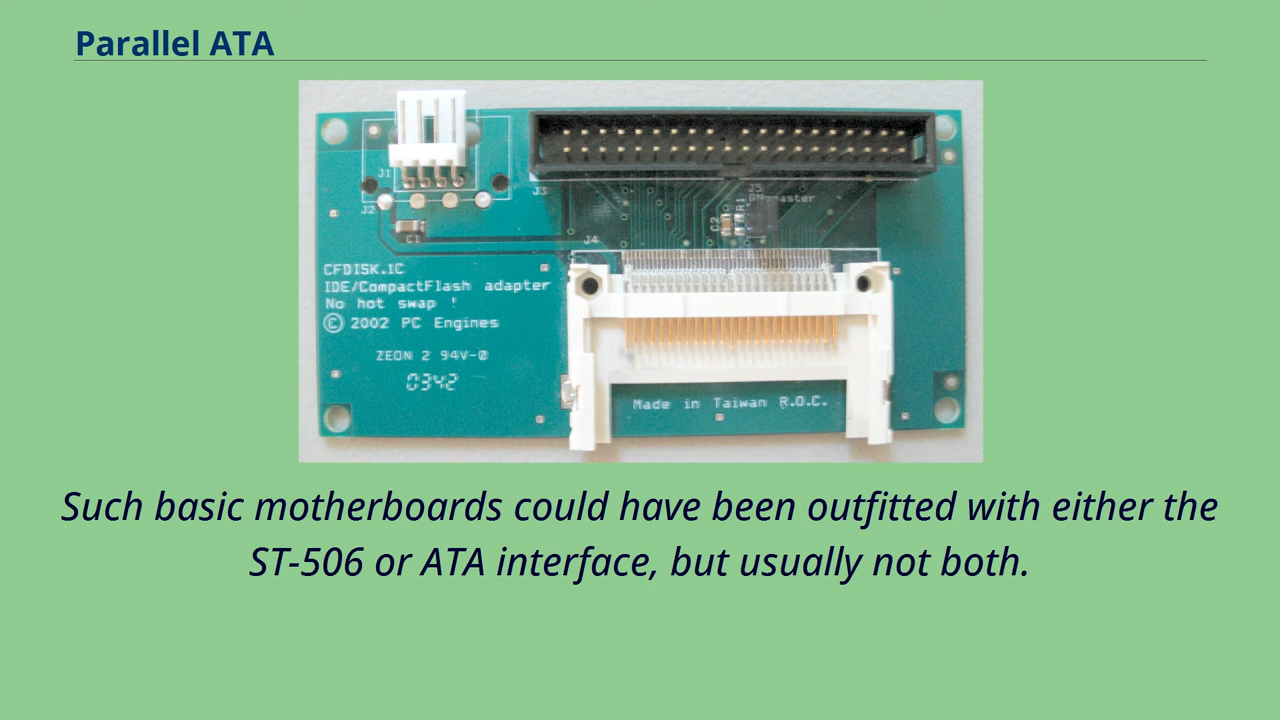 Parallel ATA
J1
J2
J3
J5
R1
C2
C1
J4
CFDISK.1C
IDE/CompactFlash adapter
No hot swap !
© 2002 PC Engines
ZEON 2 94V-0
0342
Made in Taiwan R.O.C.
Such basic motherboards could have been outfitted with either the
ST-506 or ATA interface, but usually not both.